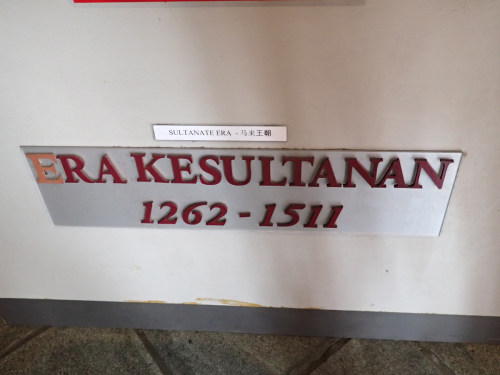 SULTANATE ERA - 马来王朝
ERA KESULTANAN
1262 - 1511